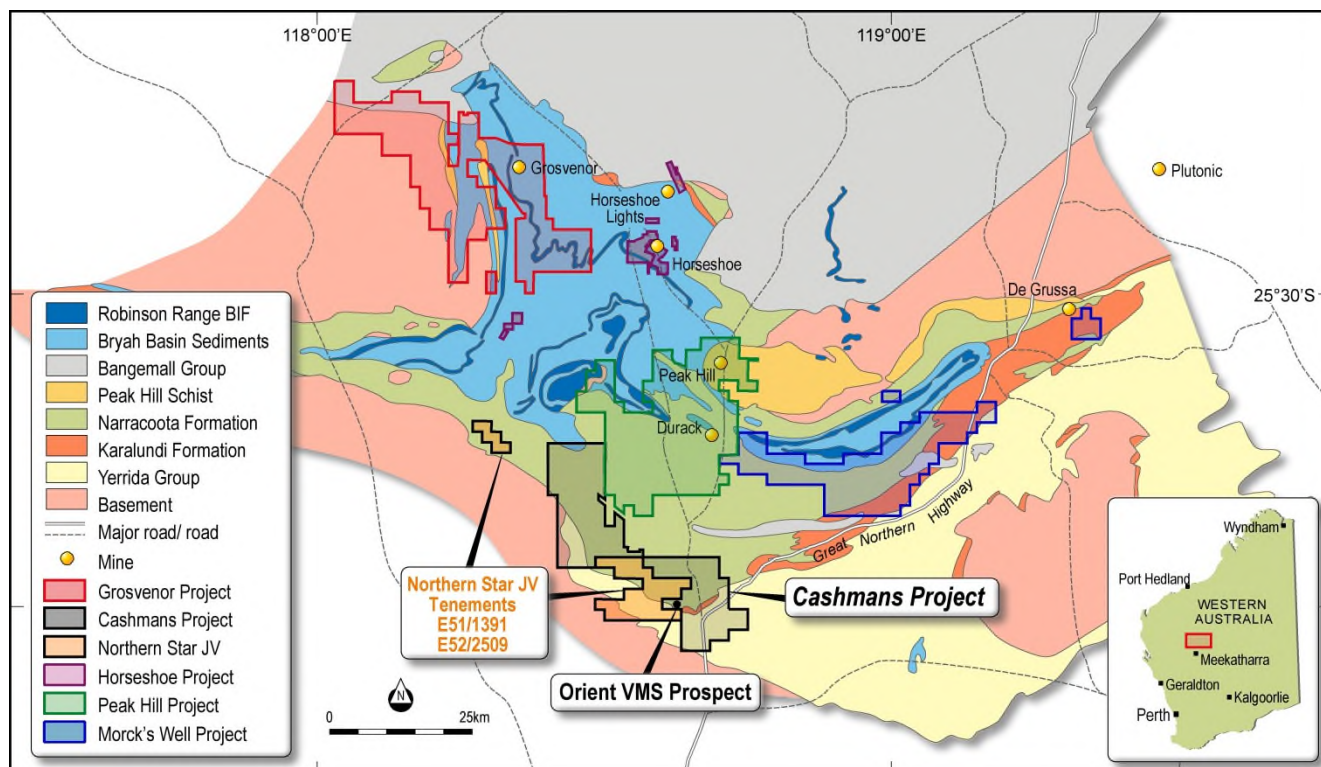 118°00'E
119°00'E
Grosvenor
Plutonic
Horseshoe
Lights
Horseshoe
De Grussa
25°30'S
Peak Hill
Durack
Great Northern Highway
Robinson Range BIF
Bryah Basin Sediments
Bangemall Group
Peak Hill Schist
Narracoota Formation
Karalundi Formation
Yerrida Group
Basement
Major road/ road
Mine
Grosvenor Project
Cashmans Project
Northern Star JV
Horseshoe Project
Peak Hill Project
Morck's Well Project
Northern Star JV
Tenements
E51/1391
E52/2509
Cashmans Project
Orient VMS Prospect
N
0
25km
Wyndham
Port Hedland
WESTERN
AUSTRALIA
Meekatharra
Geraldton
Kalgoorlie
Perth